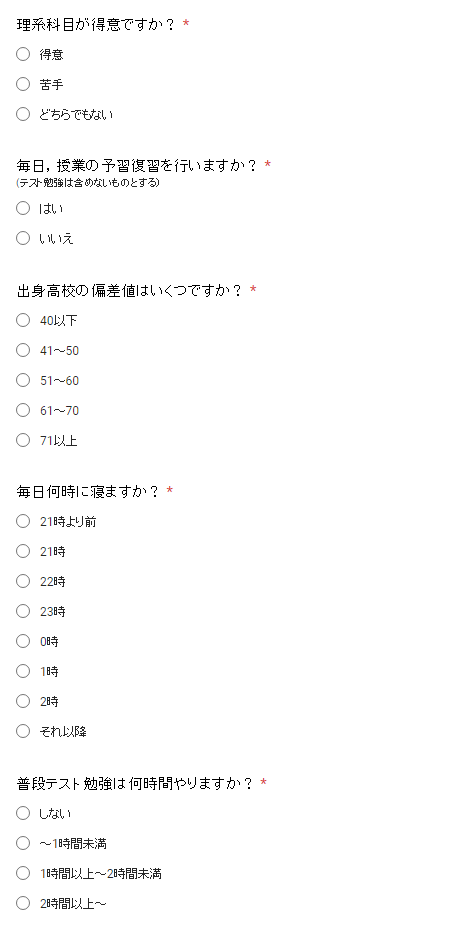 理系科目が得意ですか？ *
得意
苦手
どちらでもない
毎日，授業の予習復習を行いますか？ *
(テスト勉強は含めないものとする)
はい
いいえ
出身高校の偏差値はいくつですか？ *
40以下
41～50
51～60
61～70
71以上
毎日何時に寝ますか？ *
21時より前
21時
22時
23時
0時
1時
2時
それ以降
普段テスト勉強は何時間やりますか？ *
しない
～1時間未満
1時間以上～2時間未満
2時間以上～